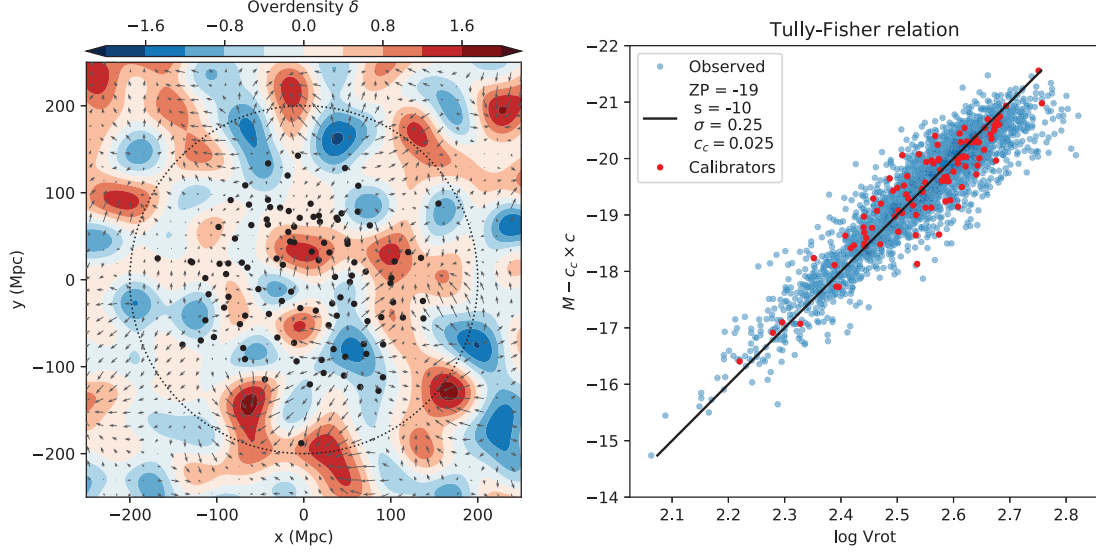 Overdensity δ
−1.6 −0.8 0.0 0.8 1.6
200
100
0
−100
−200
y (Mpc)
−200 −100 0 100 200
x (Mpc)
Tully-Fisher relation
−22
−21
−20
−19
−18
−17
−16
−15
−14
M − c_c × c
Observed
ZP = -19
s = -10
σ = 0.25
c_c = 0.025
Calibrators
2.1 2.2 2.3 2.4 2.5 2.6 2.7 2.8
log Vrot